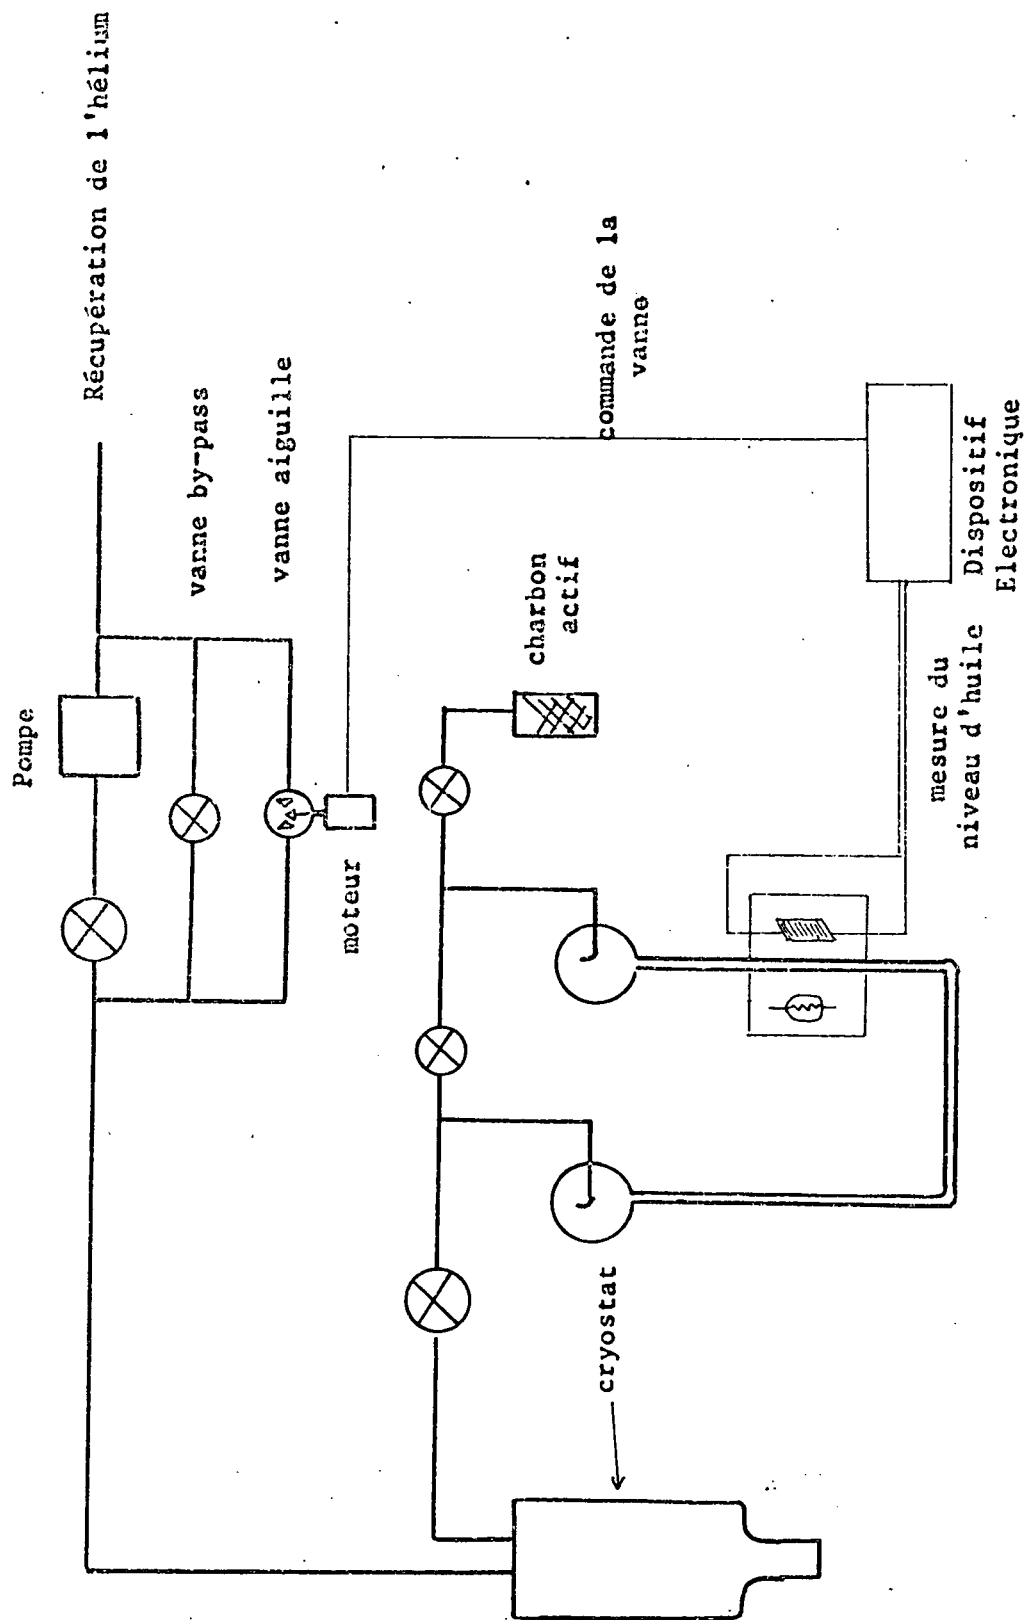 Récupération de l'hélium
Pompe
vanne by-pass
vanne aiguille
moteur
commande de la
vanne
charbon
actif
cryostat
mesure du
niveau d'huile
Dispositif
Electronique